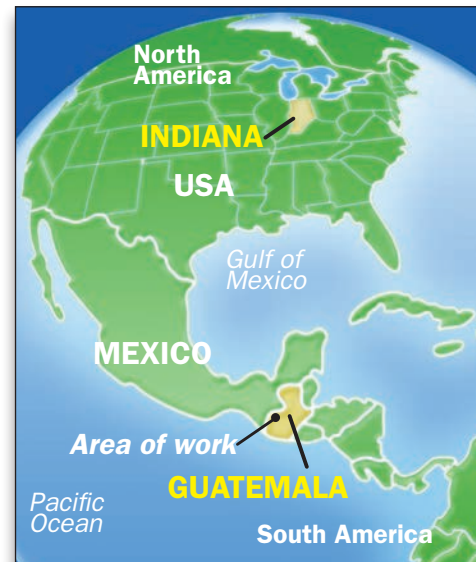 North
America
INDIANA
USA
Gulf of
Mexico
MEXICO
Area of work
GUATEMALA
Pacific
Ocean
South America